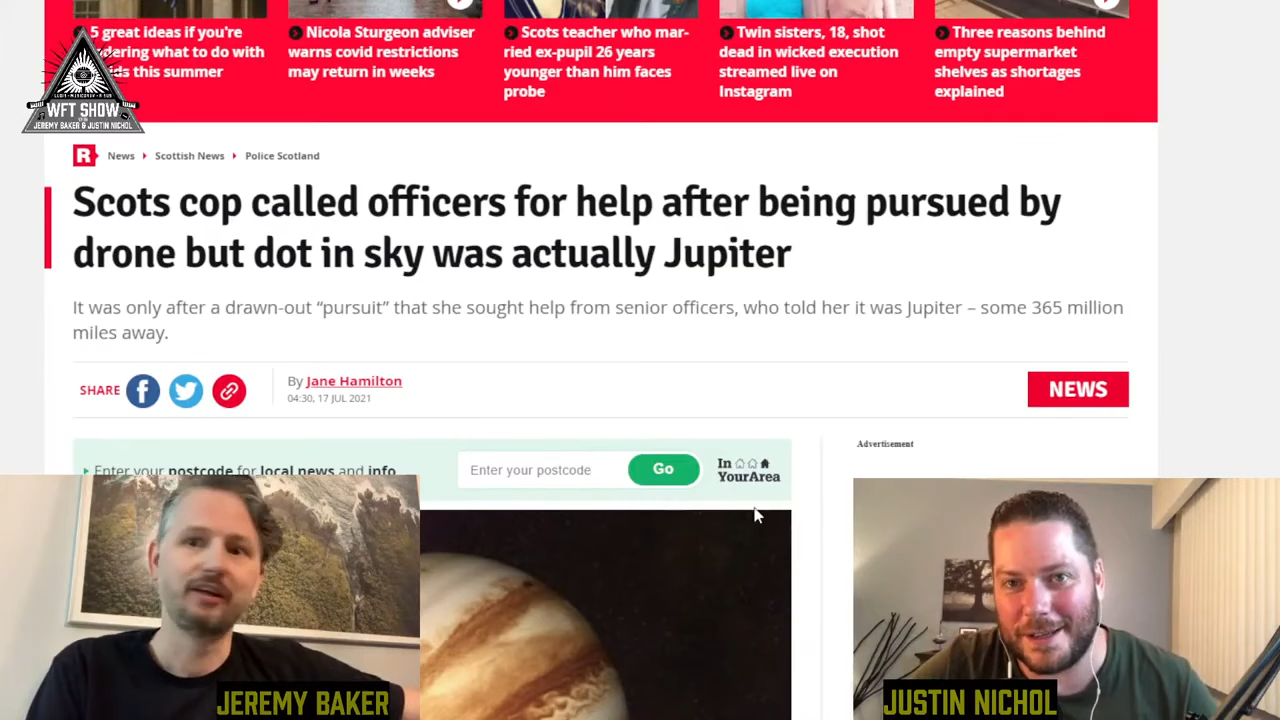 5 great ideas if you're
dering what to do with
ds this summer
Nicola Sturgeon adviser
warns covid restrictions
may return in weeks
Scots teacher who mar-
ried ex-pupil 26 years
younger than him faces
probe
Twin sisters, 18, shot
dead in wicked execution
streamed live on
Instagram
Three reasons behind
empty supermarket
shelves as shortages
explained
WFT SHOW
JEREMY BAKER & JUSTIN NICHOL
R News Scottish News Police Scotland
Scots cop called officers for help after being pursued by
drone but dot in sky was actually Jupiter
It was only after a drawn-out “pursuit” that she sought help from senior officers, who told her it was Jupiter – some 365 million
miles away.
SHARE
By Jane Hamilton
04:30, 17 JUL 2021
NEWS
Enter your postcode for local news and info
Enter your postcode
Go
In
YourArea
Advertisement
JEREMY BAKER
JUSTIN NICHOL